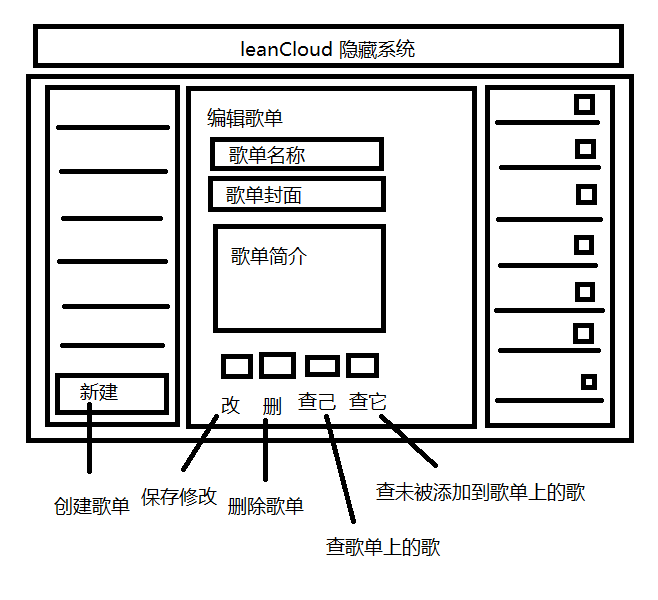 leanCloud 隐藏系统
编辑歌单
歌单名称
歌单封面
歌单简介
新建
改 删 查己 查它
创建歌单 保存修改 删除歌单 查未被添加到歌单上的歌
查歌单上的歌